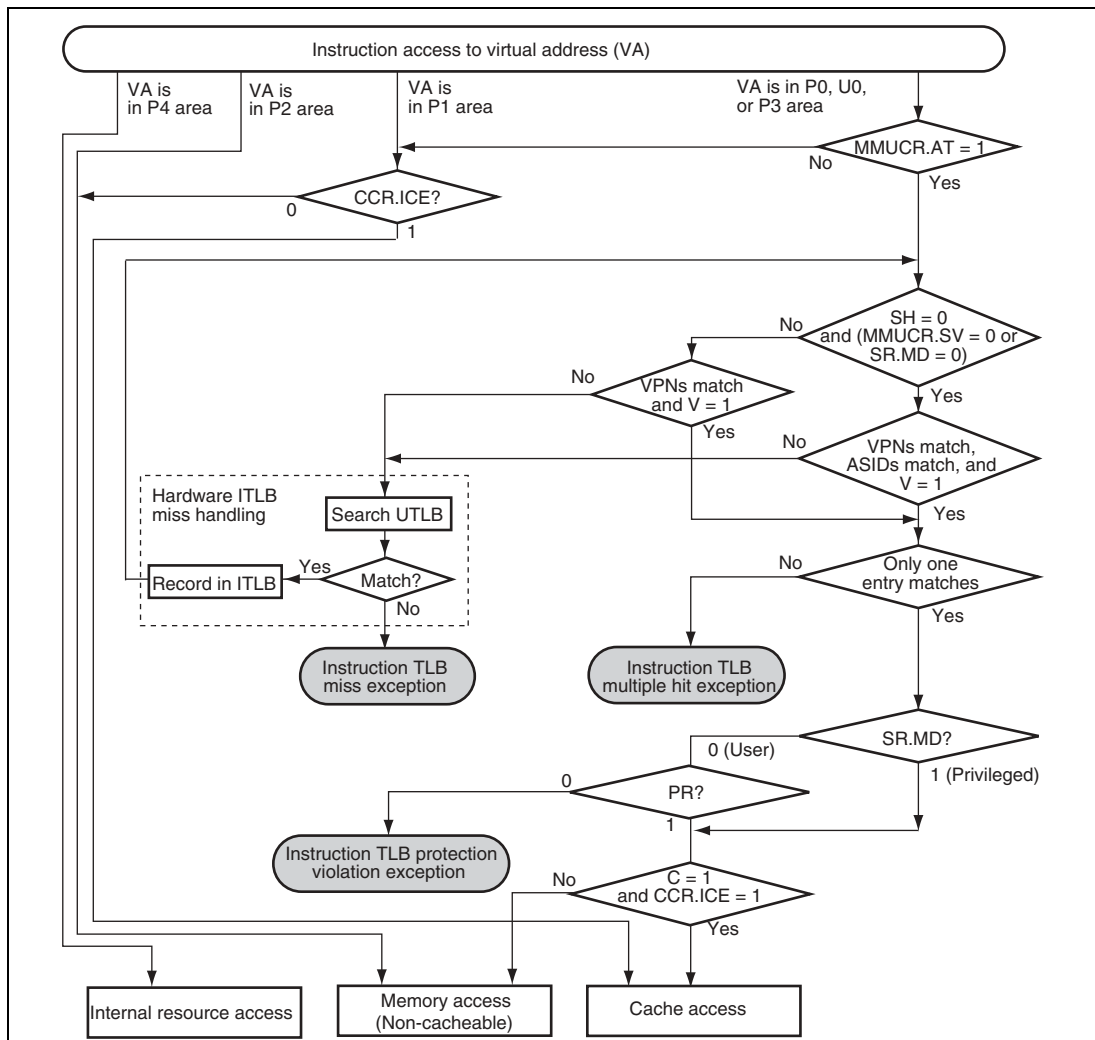 Instruction access to virtual address (VA)
VA is
in P4 area
VA is
in P2 area
VA is
in P1 area
VA is in P0, U0,
or P3 area
MMUCR.AT = 1
No
Yes
CCR.ICE?
0
1
SH = 0
and (MMUCR.SV = 0 or
SR.MD = 0)
No
Yes
VPNs match
and V = 1
No
Yes
VPNs match,
ASIDs match, and
V = 1
No
Yes
Hardware ITLB
miss handling
Search UTLB
Match?
Yes
No
Record in ITLB
Only one
entry matches
No
Yes
Instruction TLB
miss exception
Instruction TLB
multiple hit exception
SR.MD?
0 (User)
1 (Privileged)
PR?
0
1
Instruction TLB protection
violation exception
C = 1
and CCR.ICE = 1
No
Yes
Internal resource access
Memory access
(Non-cacheable)
Cache access